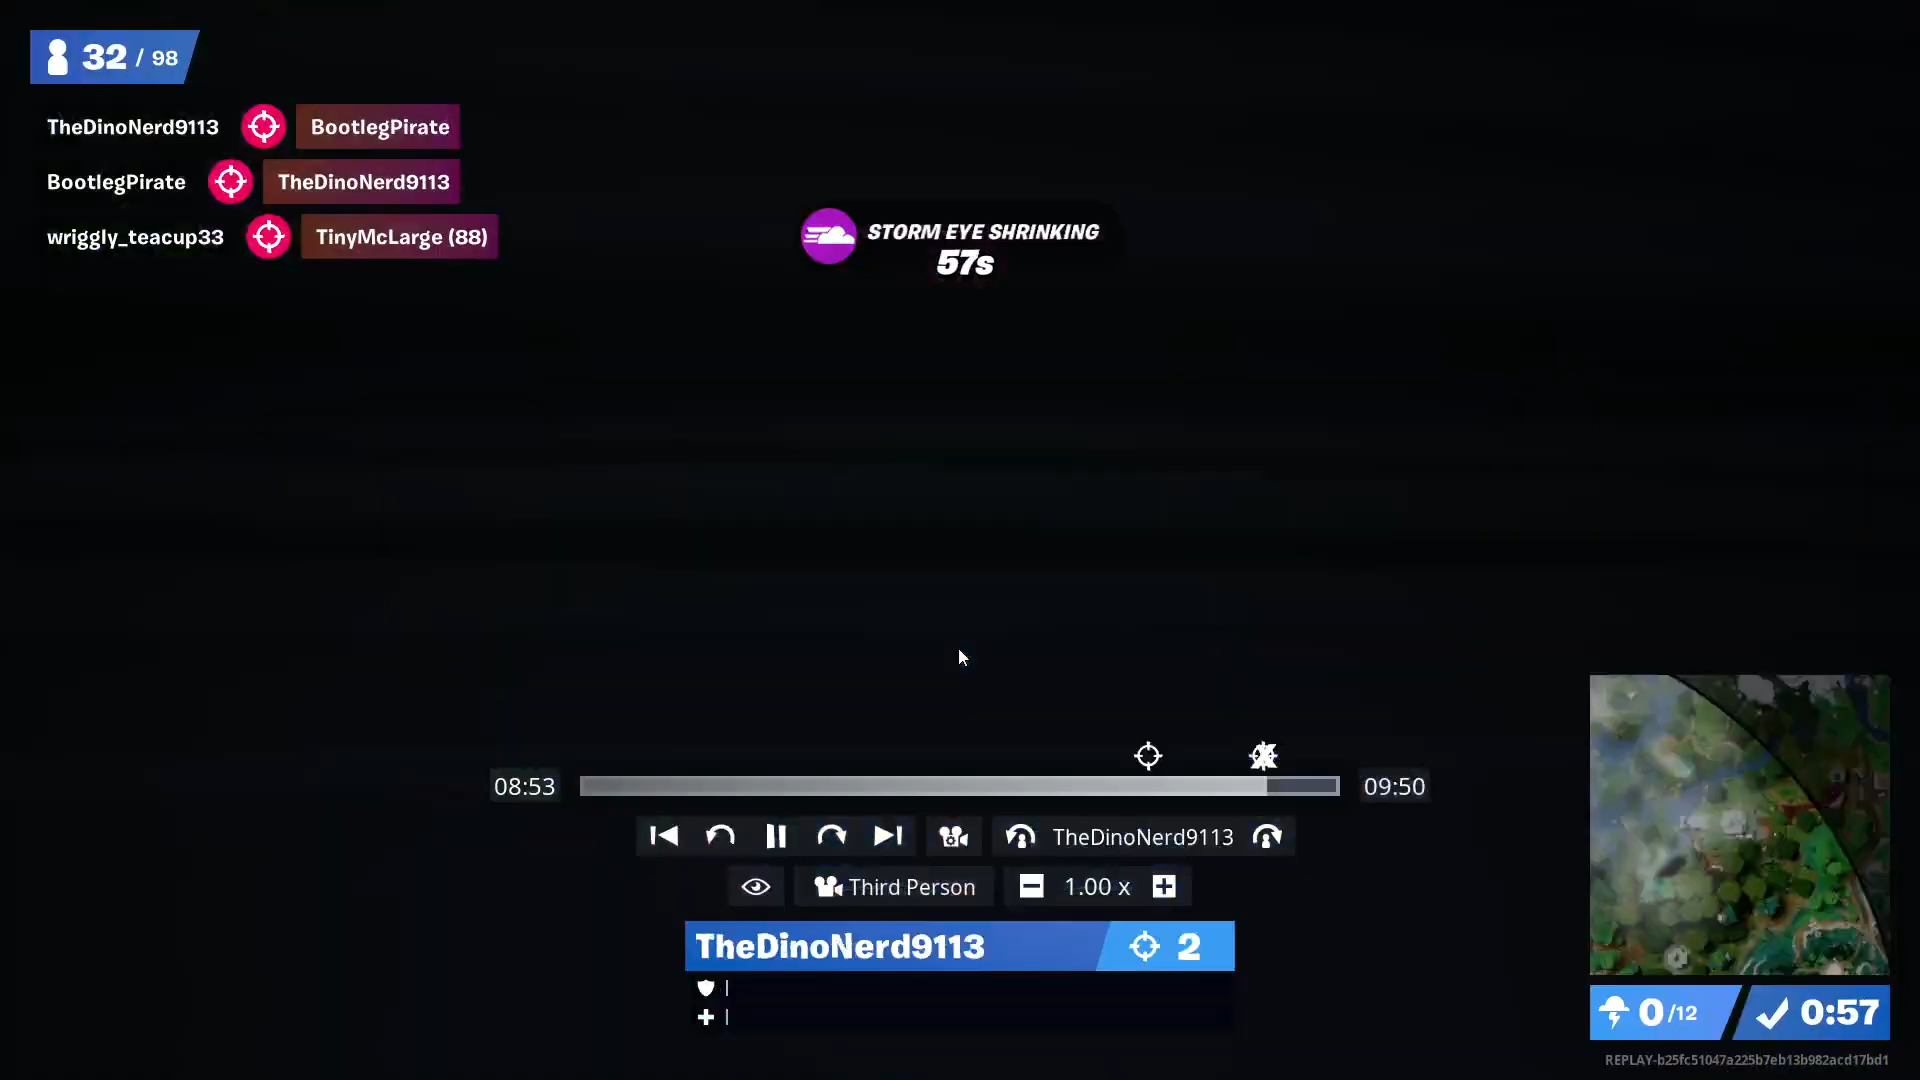 32 / 98
TheDinoNerd9113 BootlegPirate
BootlegPirate TheDinoNerd9113
wriggly_teacup33 TinyMcLarge (88)
STORM EYE SHRINKING
57s
08:53 09:50
TheDinoNerd9113
Third Person 1.00 x
TheDinoNerd9113 2
0/12 0:57
REPLAY-b25fc51047a225b7eb13b982acd17bd1